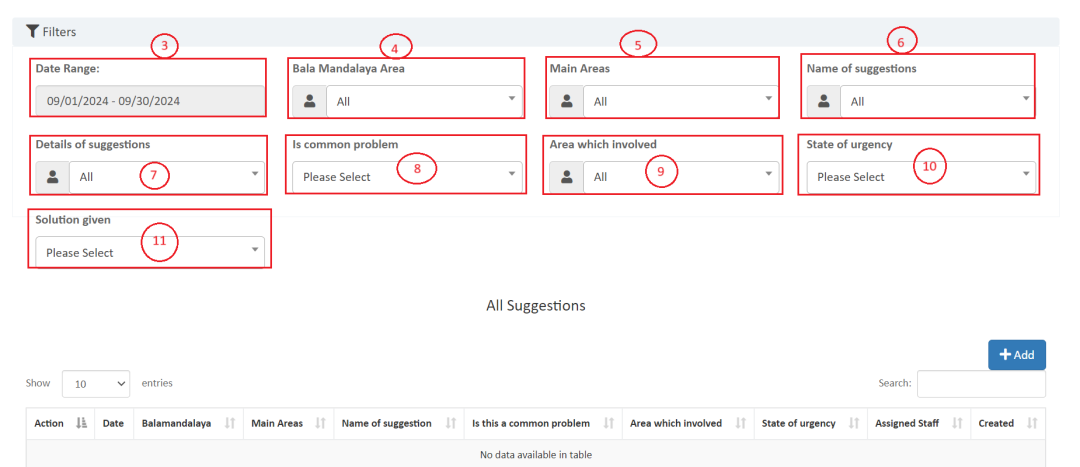 Filters
3 4 5 6
Date Range: Bala Mandalaya Area Main Areas Name of suggestions
09/01/2024 - 09/30/2024 All All All
Details of suggestions Is common problem Area which involved State of urgency
All 7 Please Select 8 All 9 Please Select 10
Solution given
Please Select 11
All Suggestions
+ Add
Show 10 entries Search:
Action Date Balamandalaya Main Areas Name of suggestion Is this a common problem Area which involved State of urgency Assigned Staff Created
No data available in table